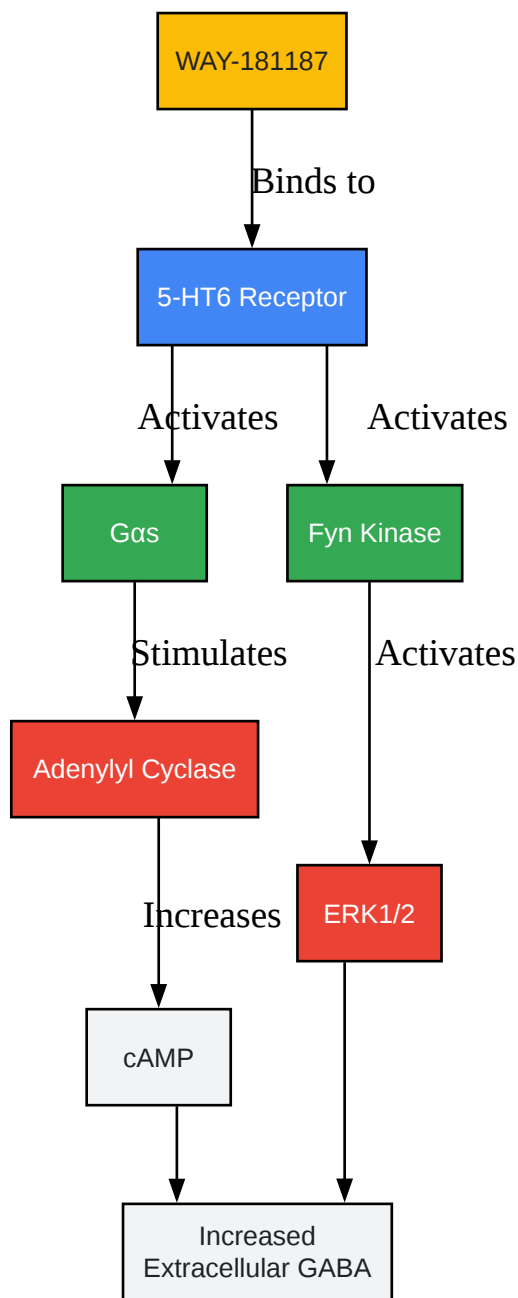 WAY-181187
Binds to
5-HT6 Receptor
Activates
Activates
Gαs
Fyn Kinase
Stimulates
Activates
Adenylyl Cyclase
Increases
ERK1/2
cAMP
Increased
Extracellular GABA